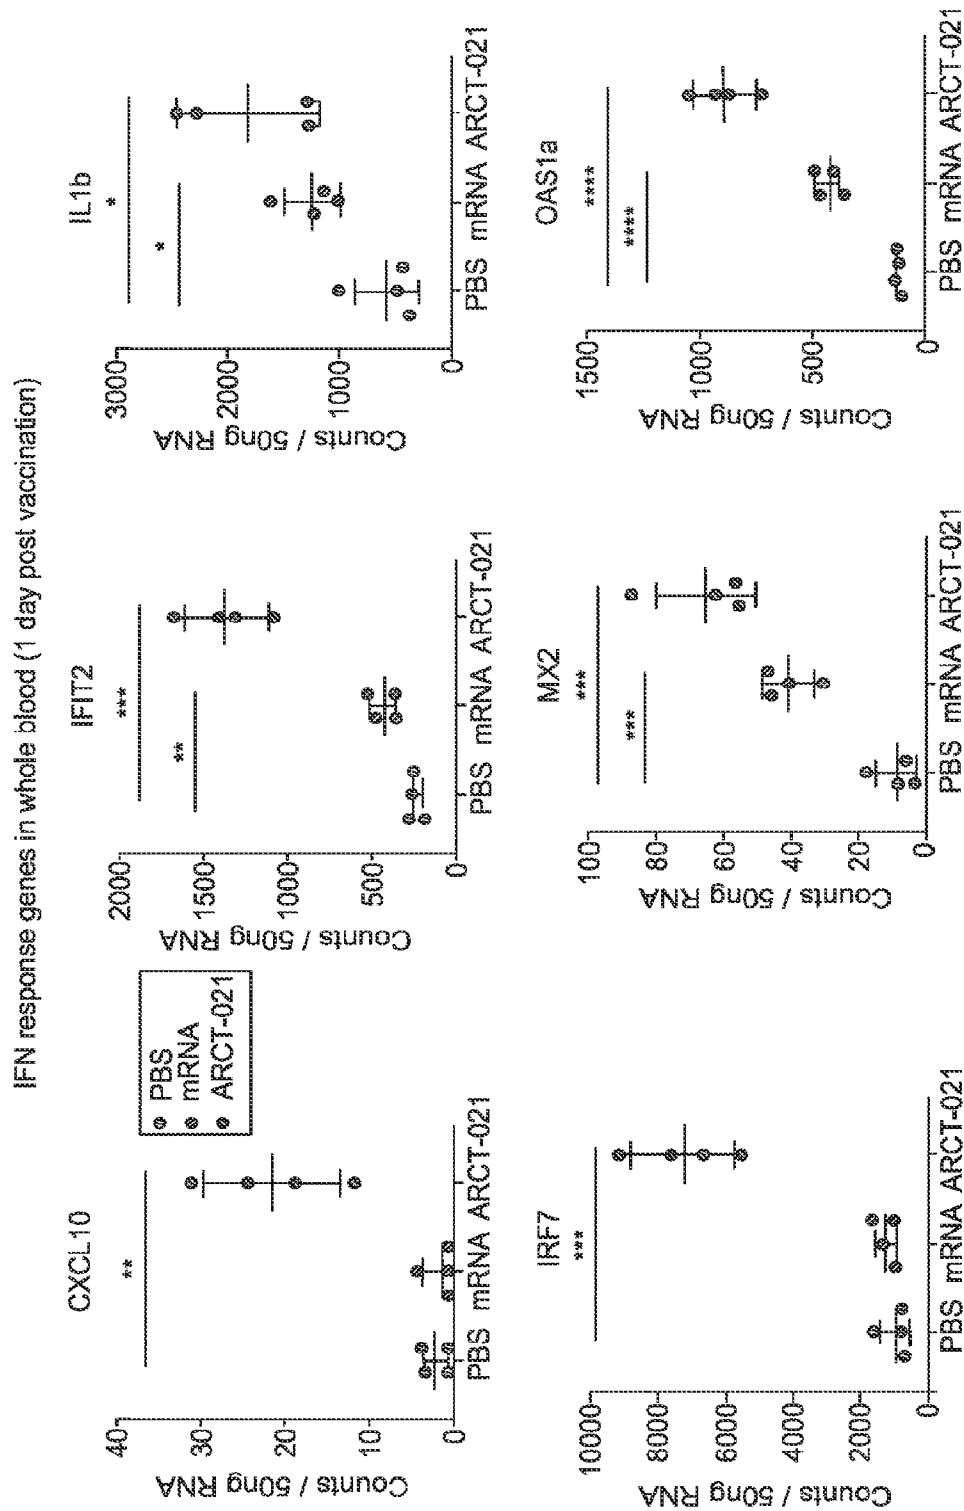 IFN response genes in whole blood (1 day post vaccination)
CXCL10
**
Counts / 50ng RNA
40
30
20
10
0
PBS mRNA ARCT-021
PBS
mRNA
ARCT-021
IFIT2
***
**
Counts / 50ng RNA
2000
1500
1000
500
0
PBS mRNA ARCT-021
IL1b
*
*
Counts / 50ng RNA
3000
2000
1000
0
PBS mRNA ARCT-021
IRF7
***
Counts / 50ng RNA
10000
8000
6000
4000
2000
0
PBS mRNA ARCT-021
MX2
***
***
Counts / 50ng RNA
100
80
60
40
20
0
PBS mRNA ARCT-021
OAS1a
****
****
Counts / 50ng RNA
1500
1000
500
0
PBS mRNA ARCT-021